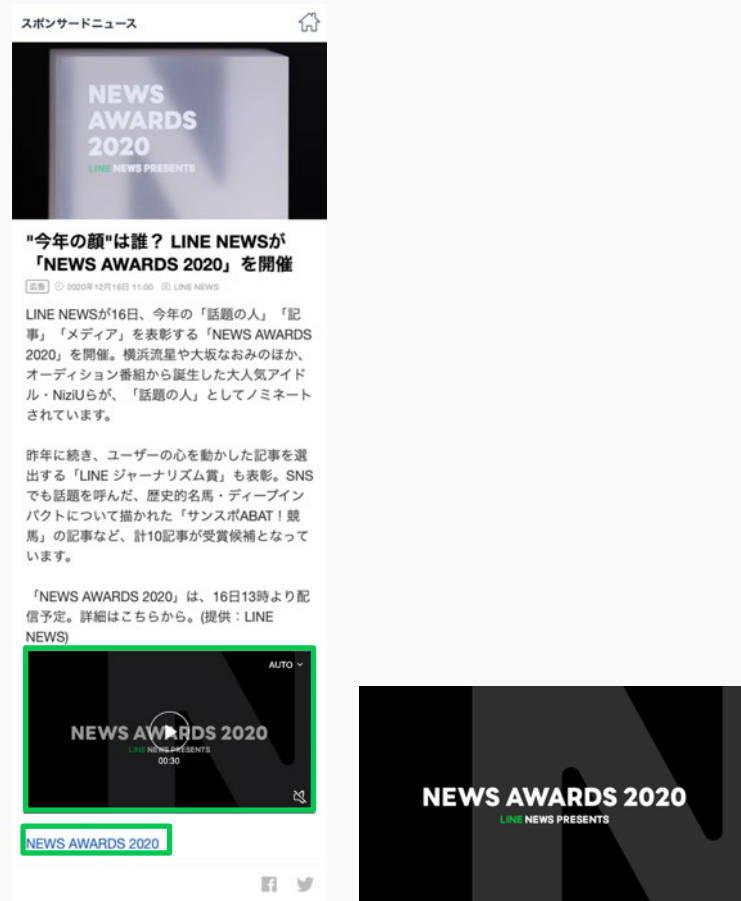 スポンサードニュース
NEWS
AWARDS
2020
LINE NEWS PRESENTS
"今年の顔"は誰？ LINE NEWSが
「NEWS AWARDS 2020」を開催
広告 2020年12月16日 11:00 LINE NEWS
LINE NEWSが16日、今年の「話題の人」「記
事」「メディア」を表彰する「NEWS AWARDS
2020」を開催。横浜流星や大坂なおみのほか、
オーディション番組から誕生した大人気アイド
ル・NiziUらが、「話題の人」としてノミネート
されています。
昨年に続き、ユーザーの心を動かした記事を選
出する「LINE ジャーナリズム賞」も表彰。SNS
でも話題を呼んだ、歴史的名馬・ディープイン
パクトについて描かれた「サンスポABAT！競
馬」の記事など、計10記事が受賞候補となって
います。
「NEWS AWARDS 2020」は、16日13時より配
信予定。詳細はこちらから。(提供：LINE
NEWS)
AUTO
NEWS AWARDS 2020
LINE NEWS PRESENTS
00:30
NEWS AWARDS 2020
NEWS AWARDS 2020
LINE NEWS PRESENTS